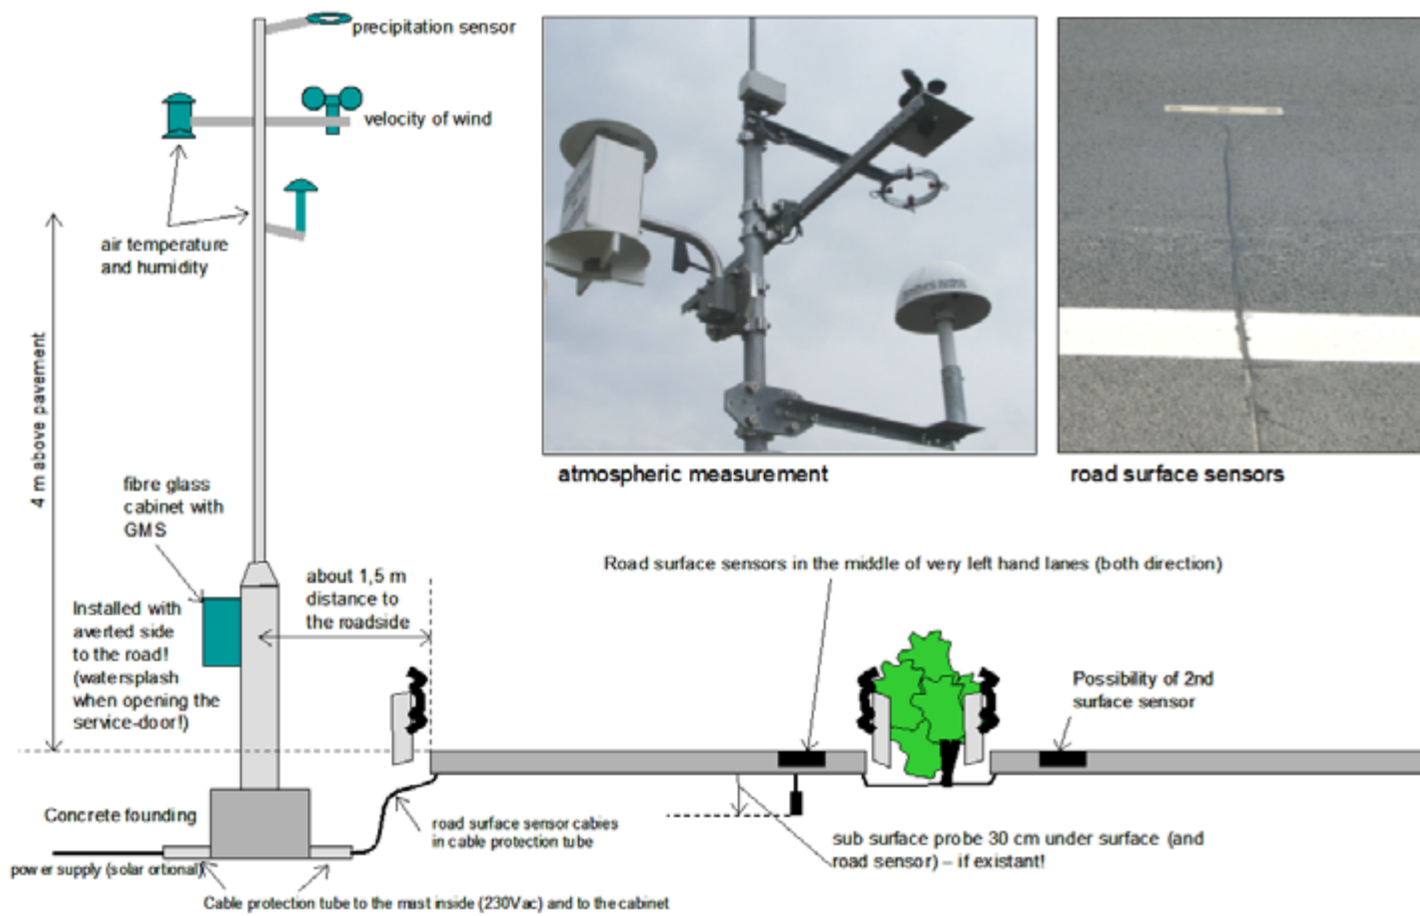 precipitation sensor
velocity of wind
air temperature
and humidity
4 m above pavement
atmospheric measurement
road surface sensors
fibre glass
cabinet with
GMS
about 1,5 m
distance to
the roadside
Road surface sensors in the middle of very left hand lanes (both direction)
Installed with
averted side
to the road!
(watersplash
when opening the
service-door!)
Possibility of 2nd
surface sensor
Concrete founding
road surface sensor cabies
in cable protection tube
sub surface probe 30 cm under surface (and
road sensor) – if existant!
power supply (solar ortional)
Cable protection tube to the mast inside (230Vac) and to the cabinet